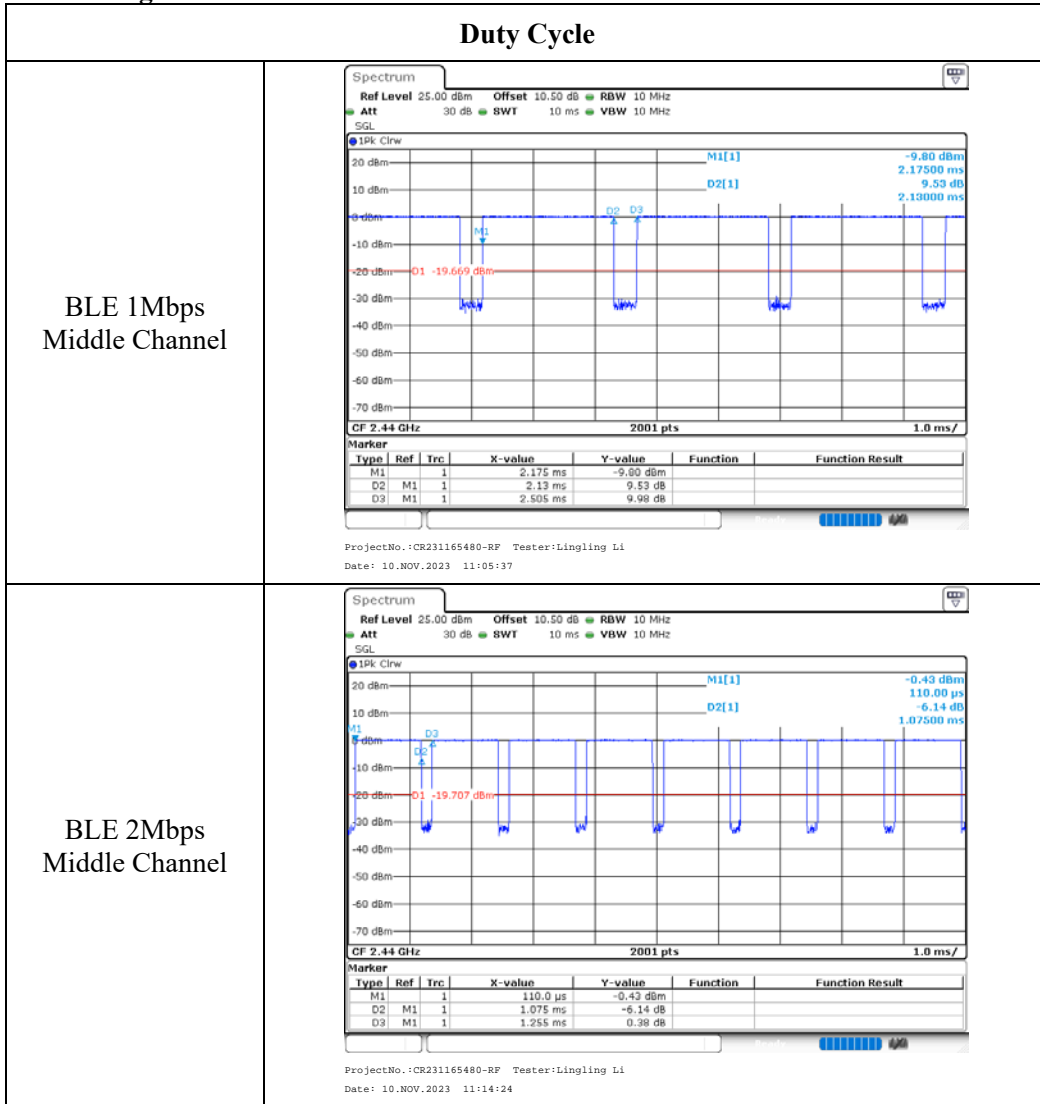 Duty Cycle
BLE 1Mbps
Middle Channel
Spectrum
Ref Level 25.00 dBm Offset 10.50 dB RBW 10 MHz
Att 30 dB SWT 10 ms VBW 10 MHz
SGL
1Pk Clrw
M1[1] -9.80 dBm
2.17500 ms
D2[1] 9.53 dB
2.13000 ms
20 dBm
10 dBm
0 dBm
D2 D3
M1
-10 dBm
-20 dBm D1 -19.669 dBm
-30 dBm
-40 dBm
-50 dBm
-60 dBm
-70 dBm
CF 2.44 GHz 2001 pts 1.0 ms/
Marker
Type Ref Trc X-value Y-value Function Function Result
M1 1 2.175 ms -9.80 dBm
D2 M1 1 2.13 ms 9.53 dB
D3 M1 1 2.505 ms 9.98 dB
ProjectNo.:CR231165480-RF Tester:Lingling Li
Date: 10.NOV.2023 11:05:37
BLE 2Mbps
Middle Channel
Spectrum
Ref Level 25.00 dBm Offset 10.50 dB RBW 10 MHz
Att 30 dB SWT 10 ms VBW 10 MHz
SGL
1Pk Clrw
M1[1] -0.43 dBm
110.00 µs
D2[1] -6.14 dB
1.07500 ms
20 dBm
10 dBm
M1 D3
0 dBm
D2
-10 dBm
-20 dBm D1 -19.707 dBm
-30 dBm
-40 dBm
-50 dBm
-60 dBm
-70 dBm
CF 2.44 GHz 2001 pts 1.0 ms/
Marker
Type Ref Trc X-value Y-value Function Function Result
M1 1 110.0 µs -0.43 dBm
D2 M1 1 1.075 ms -6.14 dB
D3 M1 1 1.255 ms 0.38 dB
ProjectNo.:CR231165480-RF Tester:Lingling Li
Date: 10.NOV.2023 11:14:24